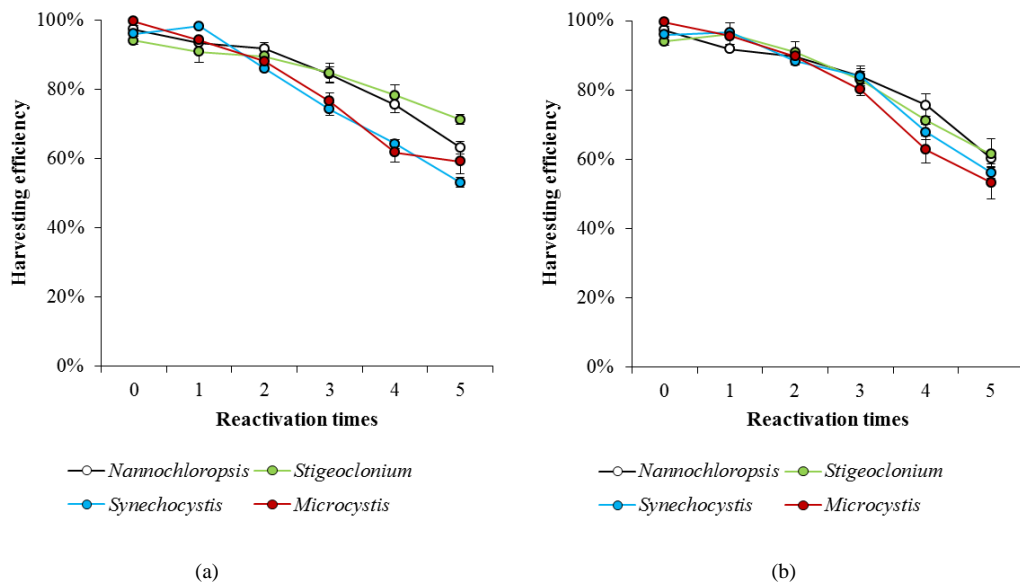 100%
80%
60%
40%
20%
0%
Harvesting efficiency
0 1 2 3 4 5
Reactivation times
Nannochloropsis Stigeoclonium
Synechocystis Microcystis
(a)
100%
80%
60%
40%
20%
0%
Harvesting efficiency
0 1 2 3 4 5
Reactivation times
Nannochloropsis Stigeoclonium
Synechocystis Microcystis
(b)